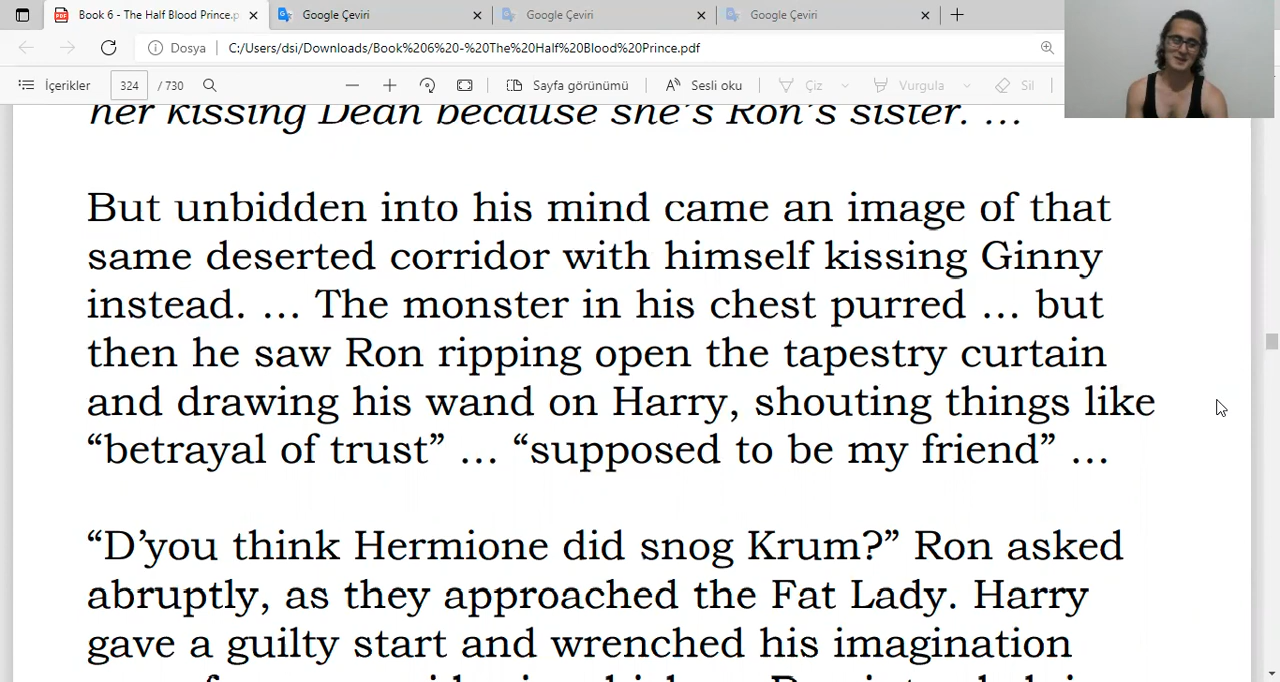 Book 6 - The Half Blood Prince.p
Google Çeviri
Google Çeviri
Google Çeviri
Dosya
C:/Users/dsi/Downloads/Book%206%20-%20The%20Half%20Blood%20Prince.pdf
İçerikler
324
/ 730
Sayfa görünümü
Sesli oku
Çiz
Vurgula
Sil
her kissing Dean because she's Ron's sister. …
But unbidden into his mind came an image of that
same deserted corridor with himself kissing Ginny
instead. … The monster in his chest purred … but
then he saw Ron ripping open the tapestry curtain
and drawing his wand on Harry, shouting things like
“betrayal of trust” … “supposed to be my friend” …
“D’you think Hermione did snog Krum?” Ron asked
abruptly, as they approached the Fat Lady. Harry
gave a guilty start and wrenched his imagination